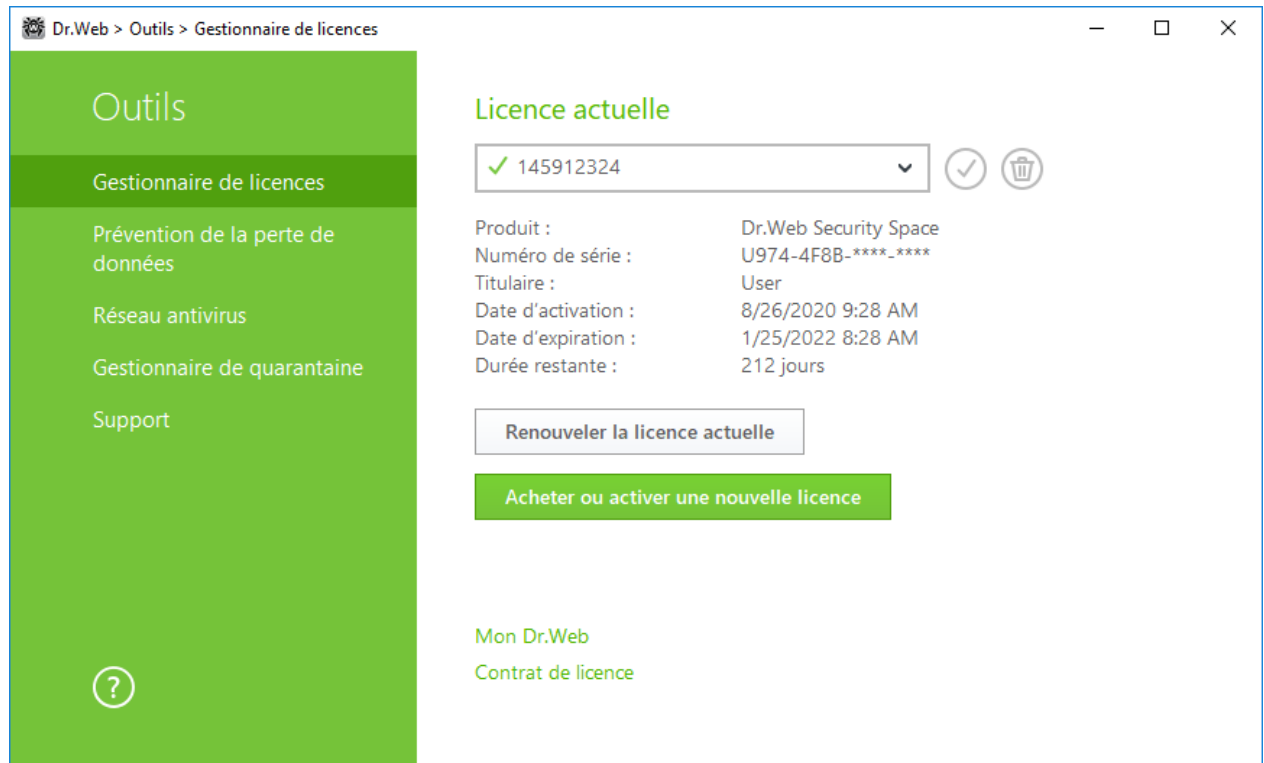 Dr.Web > Outils > Gestionnaire de licences
Outils
Gestionnaire de licences
Prévention de la perte de
données
Réseau antivirus
Gestionnaire de quarantaine
Support
?
Licence actuelle
145912324
Produit : Dr.Web Security Space
Numéro de série : U974-4F8B-****-****
Titulaire : User
Date d'activation : 8/26/2020 9:28 AM
Date d'expiration : 1/25/2022 8:28 AM
Durée restante : 212 jours
Renouveler la licence actuelle
Acheter ou activer une nouvelle licence
Mon Dr.Web
Contrat de licence